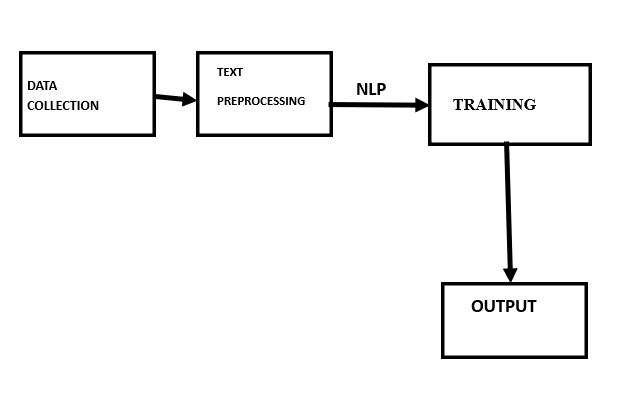 DATA
COLLECTION
TEXT
PREPROCESSING
NLP
TRAINING
OUTPUT